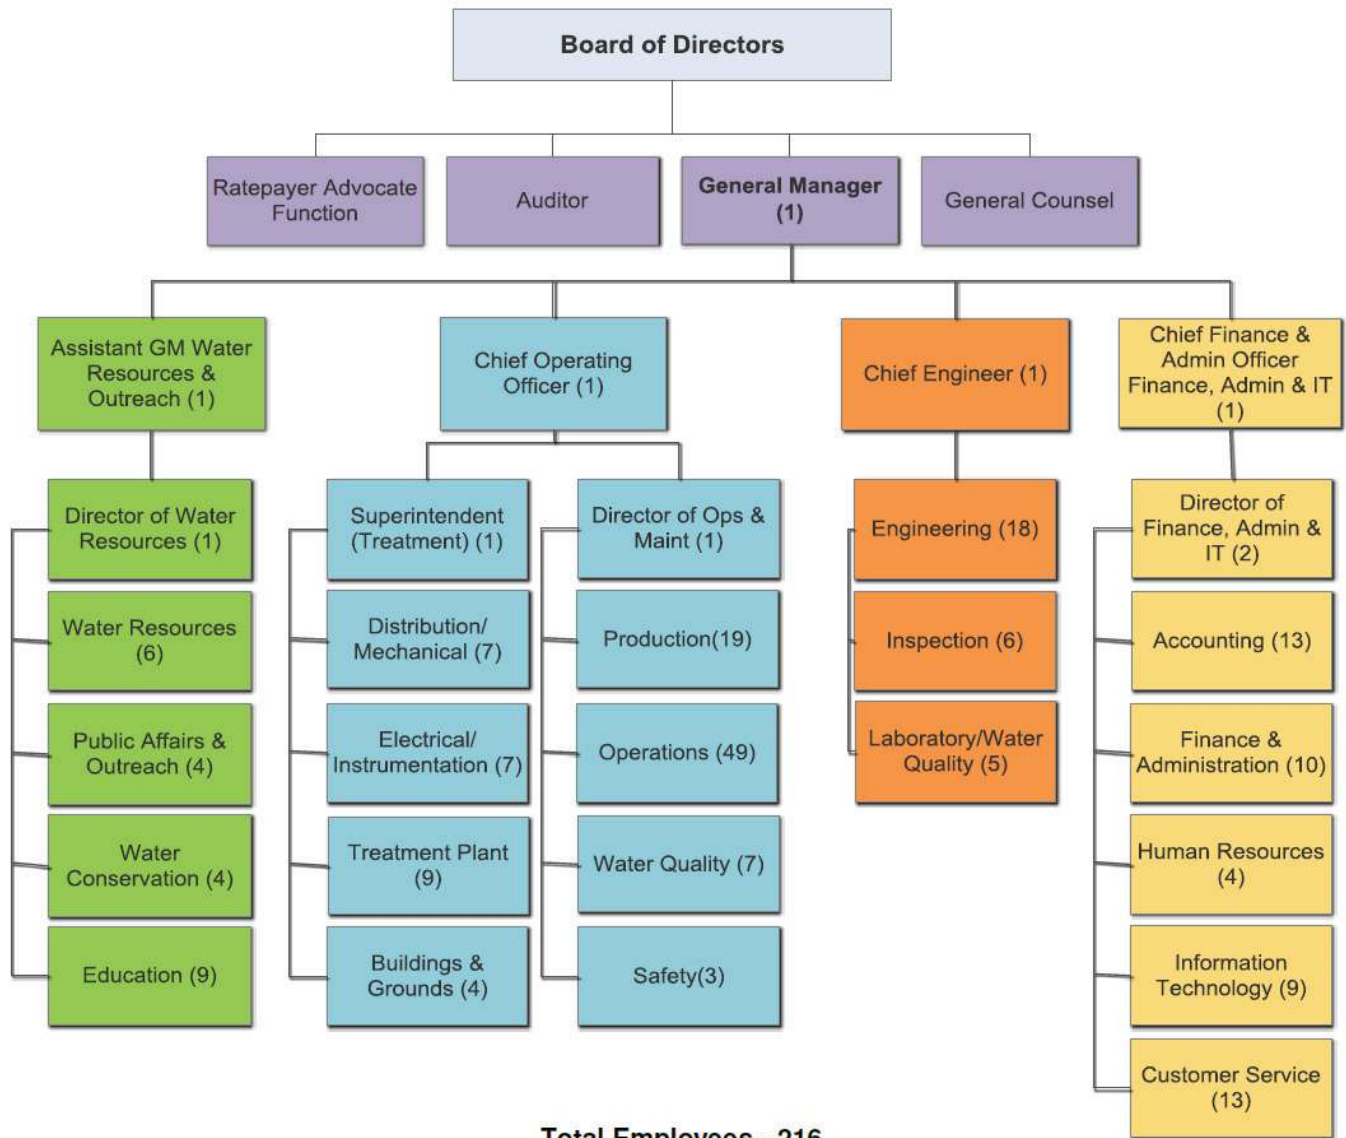 Board of Directors
Ratepayer Advocate
Function
Auditor
General Manager
(1)
General Counsel
Assistant GM Water
Resources &
Outreach (1)
Chief Operating
Officer (1)
Chief Engineer (1)
Chief Finance &
Admin Officer
Finance, Admin & IT
(1)
Director of Water
Resources (1)
Water Resources
(6)
Public Affairs &
Outreach (4)
Water
Conservation (4)
Education (9)
Superintendent
(Treatment) (1)
Distribution/
Mechanical (7)
Electrical/
Instrumentation (7)
Treatment Plant
(9)
Buildings &
Grounds (4)
Director of Ops &
Maint (1)
Production(19)
Operations (49)
Water Quality (7)
Safety(3)
Engineering (18)
Inspection (6)
Laboratory/Water
Quality (5)
Director of
Finance, Admin &
IT (2)
Accounting (13)
Finance &
Administration (10)
Human Resources
(4)
Information
Technology (9)
Customer Service
(13)
Total Employees - 216